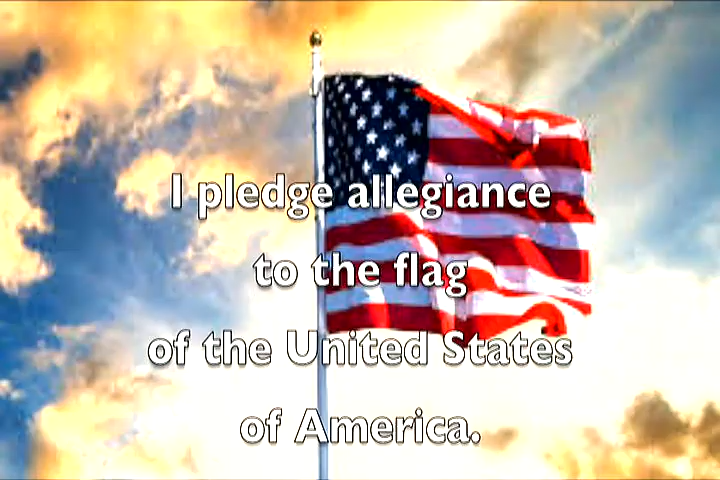 I pledge allegiance
to the flag
of the United States
of America.